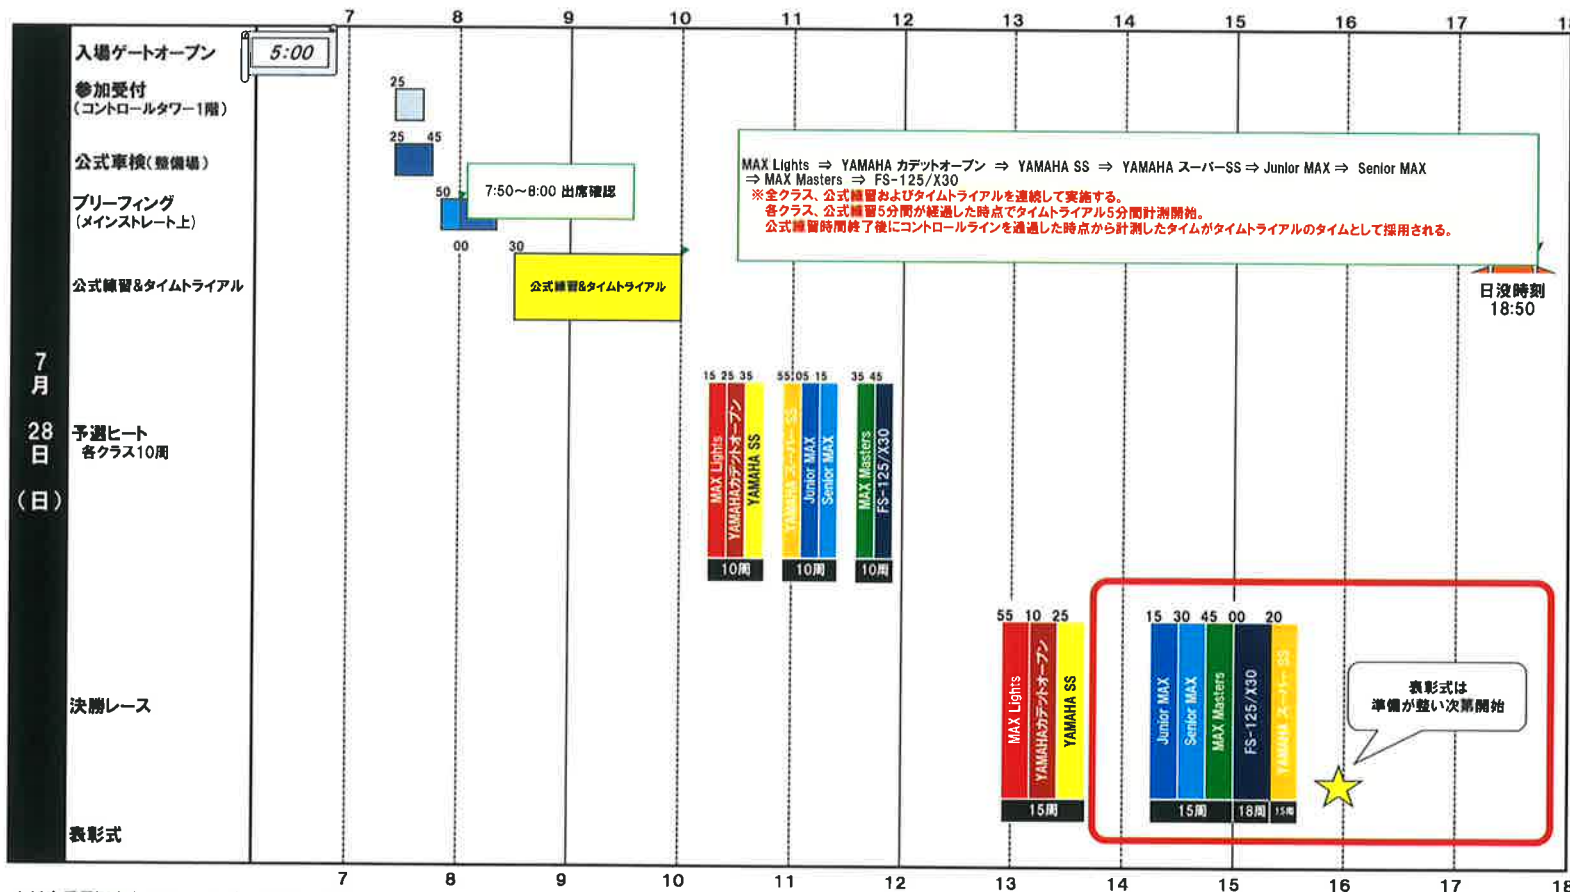 7 8 9 10 11 12 13 14 15 16 17 18
入場ゲートオープン
5:00
参加受付
(コントロールタワー1階)
25
公式車検(整備場)
25 45
ブリーフィング
(メインストレート上)
50
00
7:50～8:00 出席確認
MAX Lights ⇒ YAMAHA カデットオープン ⇒ YAMAHA SS ⇒ YAMAHA スーパーSS ⇒ Junior MAX ⇒ Senior MAX
⇒ MAX Masters ⇒ FS-125/X30
※全クラス、公式練習およびタイムトライアルを連続して実施する。
各クラス、公式練習5分間が経過した時点でタイムトライアル5分間計測開始。
公式練習時間終了後にコントロールラインを通過した時点から計測したタイムがタイムトライアルのタイムとして採用される。
公式練習&タイムトライアル
30
公式練習&タイムトライアル
日没時刻
18:50
7月28日(日)
予選ヒート
各クラス10周
15 25 35 55 05 15 35 45
MAX Lights
YAMAHAカデットオープン
YAMAHA SS
YAMAHA スーパー SS
Junior MAX
Senior MAX
MAX Masters
FS-125/X30
10周 10周 10周
決勝レース
55 10 25 15 30 45 00 20
MAX Lights
YAMAHAカデットオープン
YAMAHA SS
Junior MAX
Senior MAX
MAX Masters
FS-125/X30
YAMAHA スーパー SS
15周 15周 18周 15周
表彰式は
準備が整い次第開始
表彰式
7 8 9 10 11 12 13 14 15 16 17 18